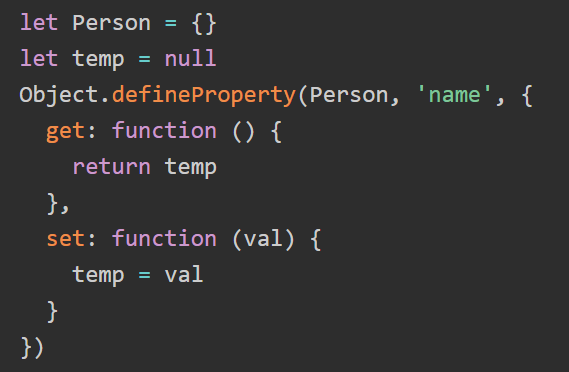 let Person = {}
let temp = null
Object.defineProperty(Person, 'name', {
  get: function () {
    return temp
  },
  set: function (val) {
    temp = val
  }
})